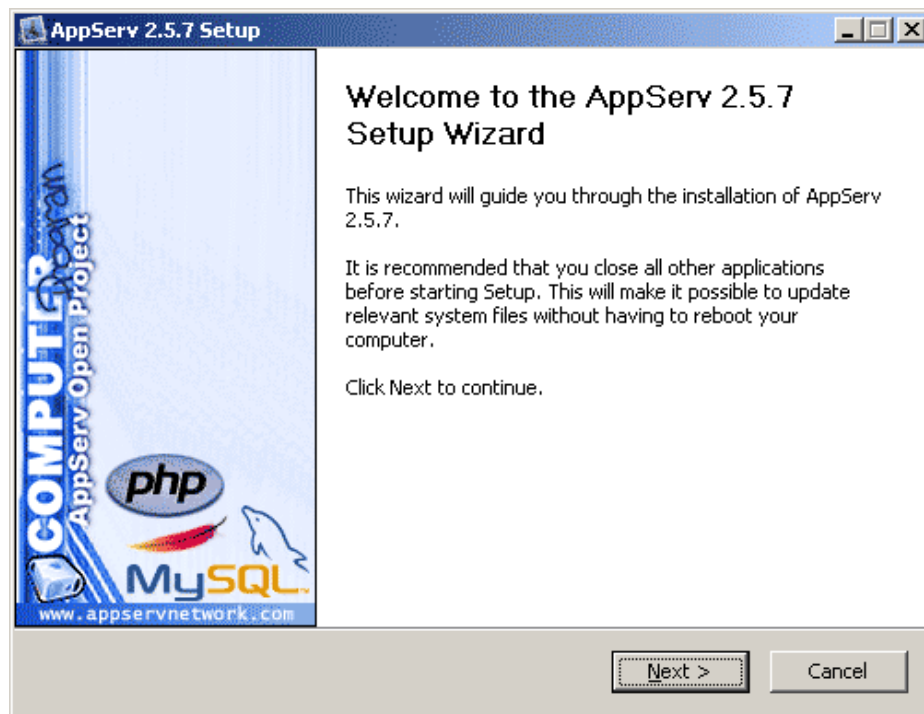 AppServ 2.5.7 Setup
Welcome to the AppServ 2.5.7
Setup Wizard
This wizard will guide you through the installation of AppServ
2.5.7.
It is recommended that you close all other applications
before starting Setup. This will make it possible to update
relevant system files without having to reboot your
computer.
Click Next to continue.
COMPUTER
Program
AppServ Open Project
php
MySQL
www.appservnetwork.com
Next >
Cancel